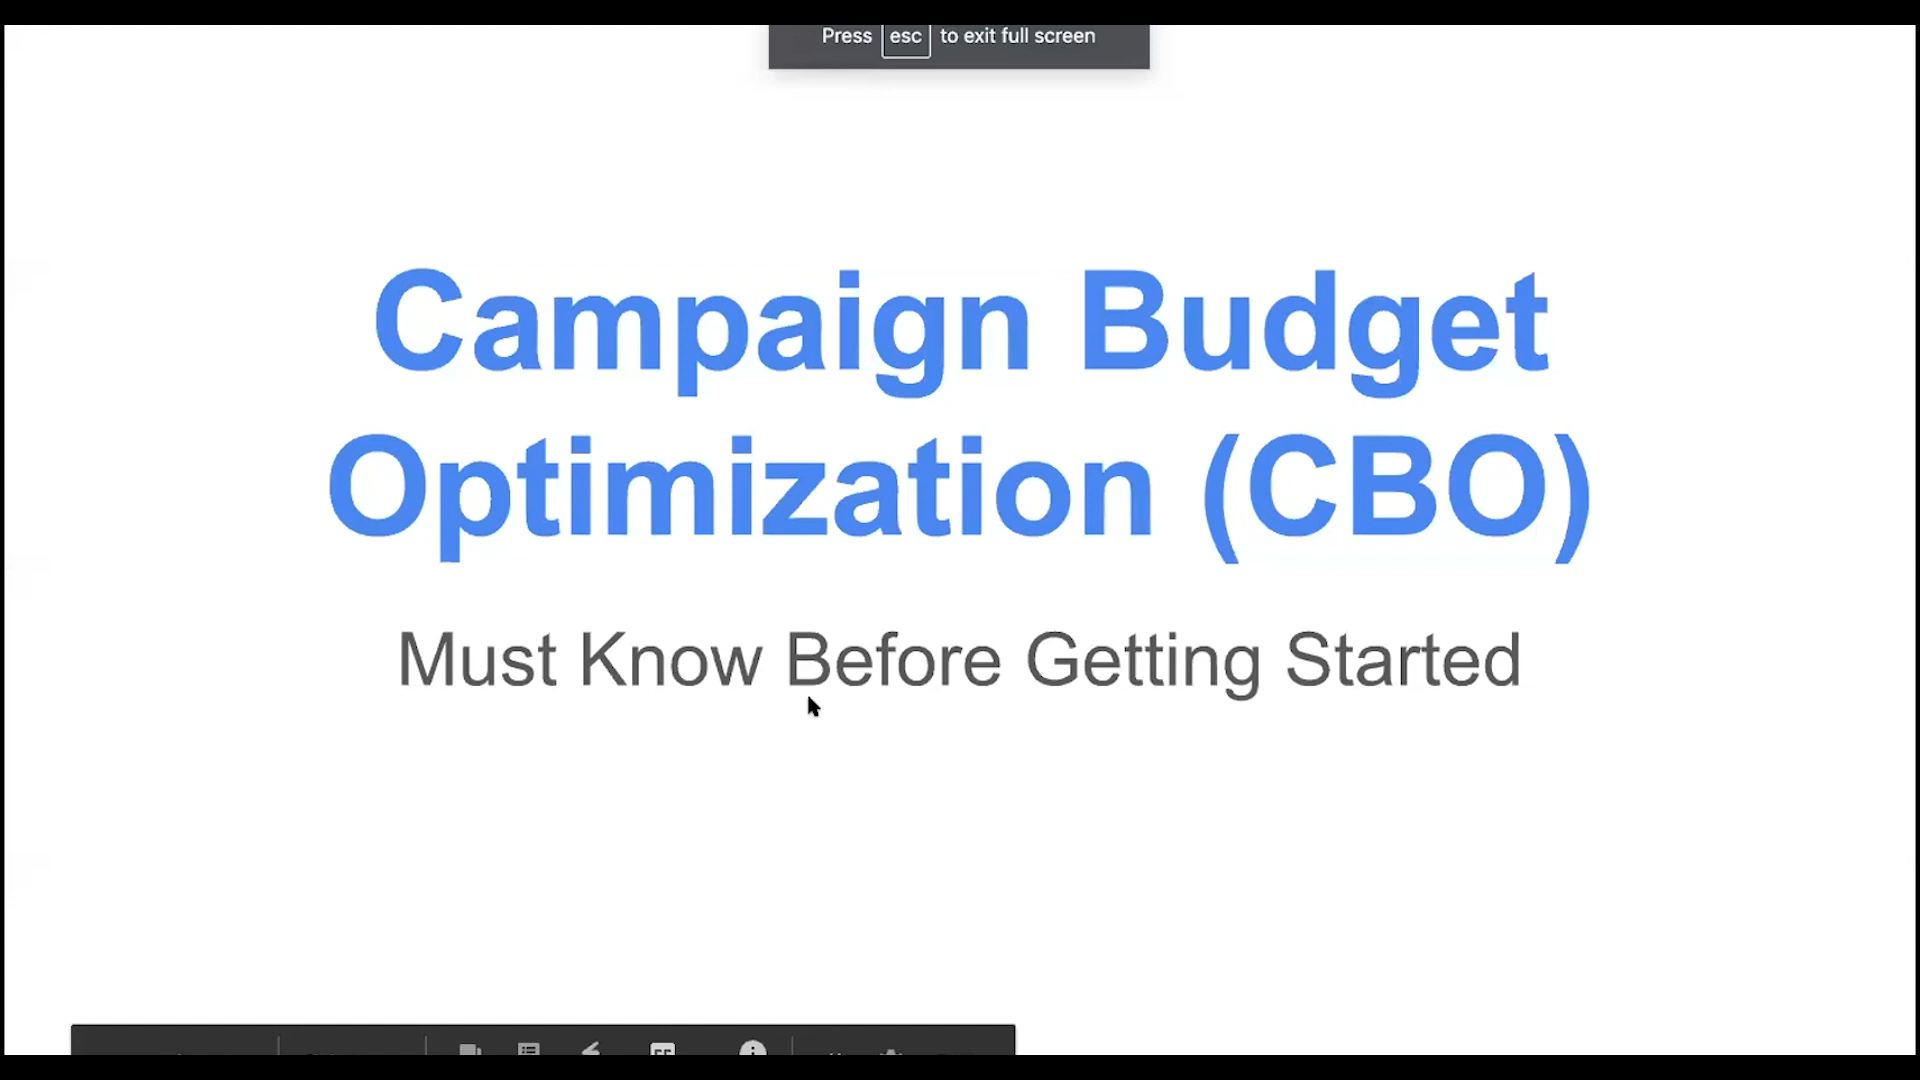 Press esc to exit full screen
Campaign Budget
Optimization (CBO)
Must Know Before Getting Started